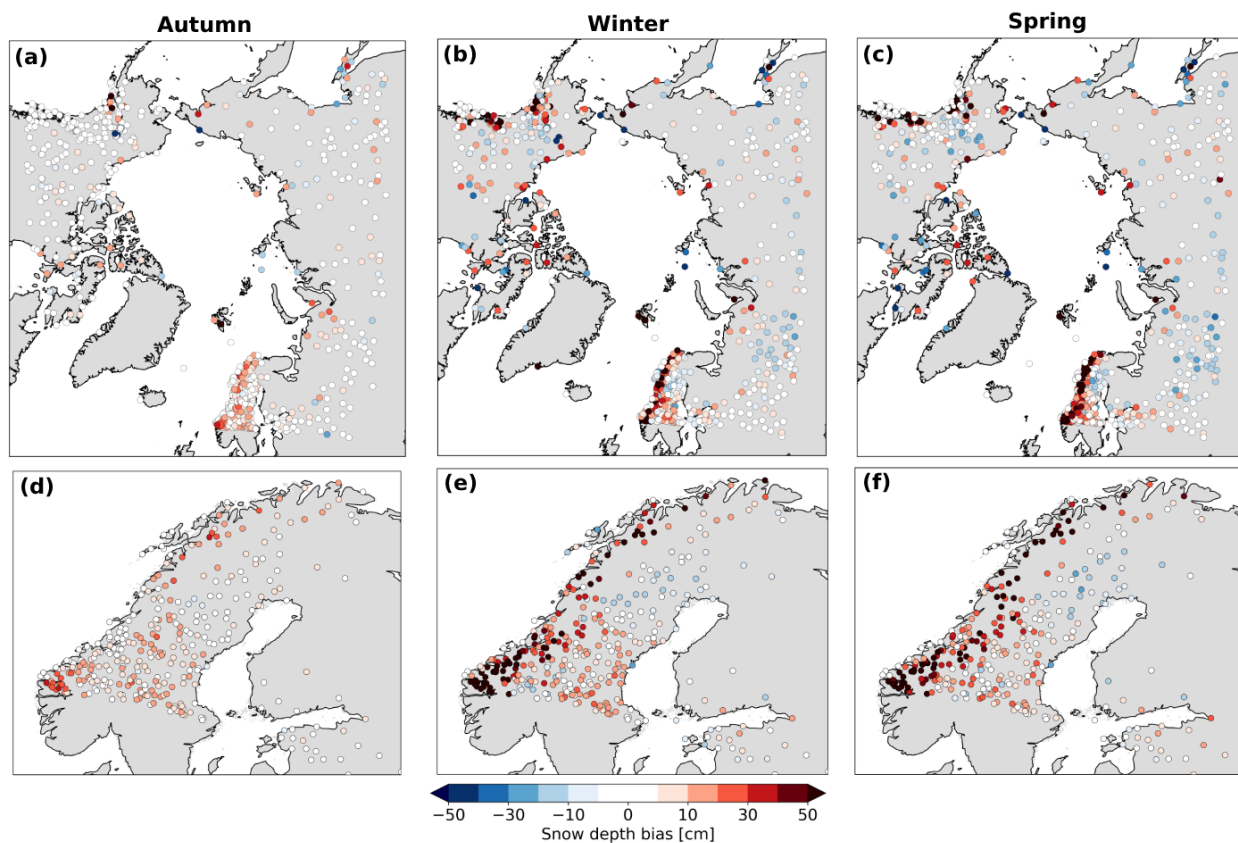 Autumn
Winter
Spring
(a)
(b)
(c)
(d)
(e)
(f)
−50 −30 −10 0 10 30 50
Snow depth bias [cm]